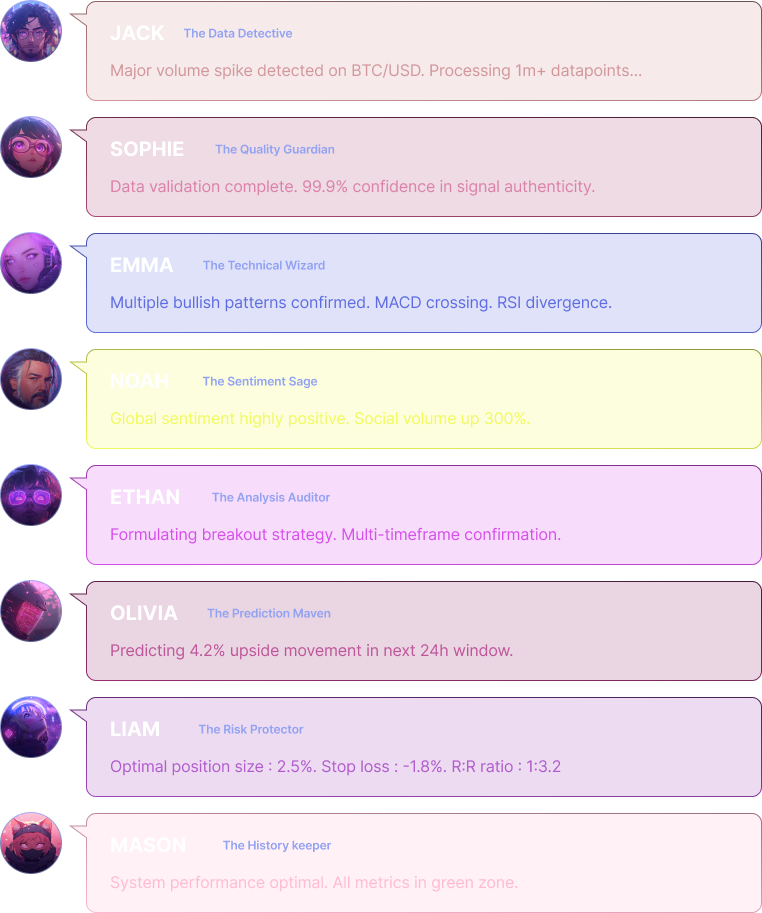 JACK The Data Detective
Major volume spike detected on BTC/USD. Processing 1m+ datapoints...
SOPHIE The Quality Guardian
Data validation complete. 99.9% confidence in signal authenticity.
EMMA The Technical Wizard
Multiple bullish patterns confirmed. MACD crossing. RSI divergence.
NOAH The Sentiment Sage
Global sentiment highly positive. Social volume up 300%.
ETHAN The Analysis Auditor
Formulating breakout strategy. Multi-timeframe confirmation.
OLIVIA The Prediction Maven
Predicting 4.2% upside movement in next 24h window.
LIAM The Risk Protector
Optimal position size : 2.5%. Stop loss : -1.8%. R:R ratio : 1:3.2
MASON The History keeper
System performance optimal. All metrics in green zone.